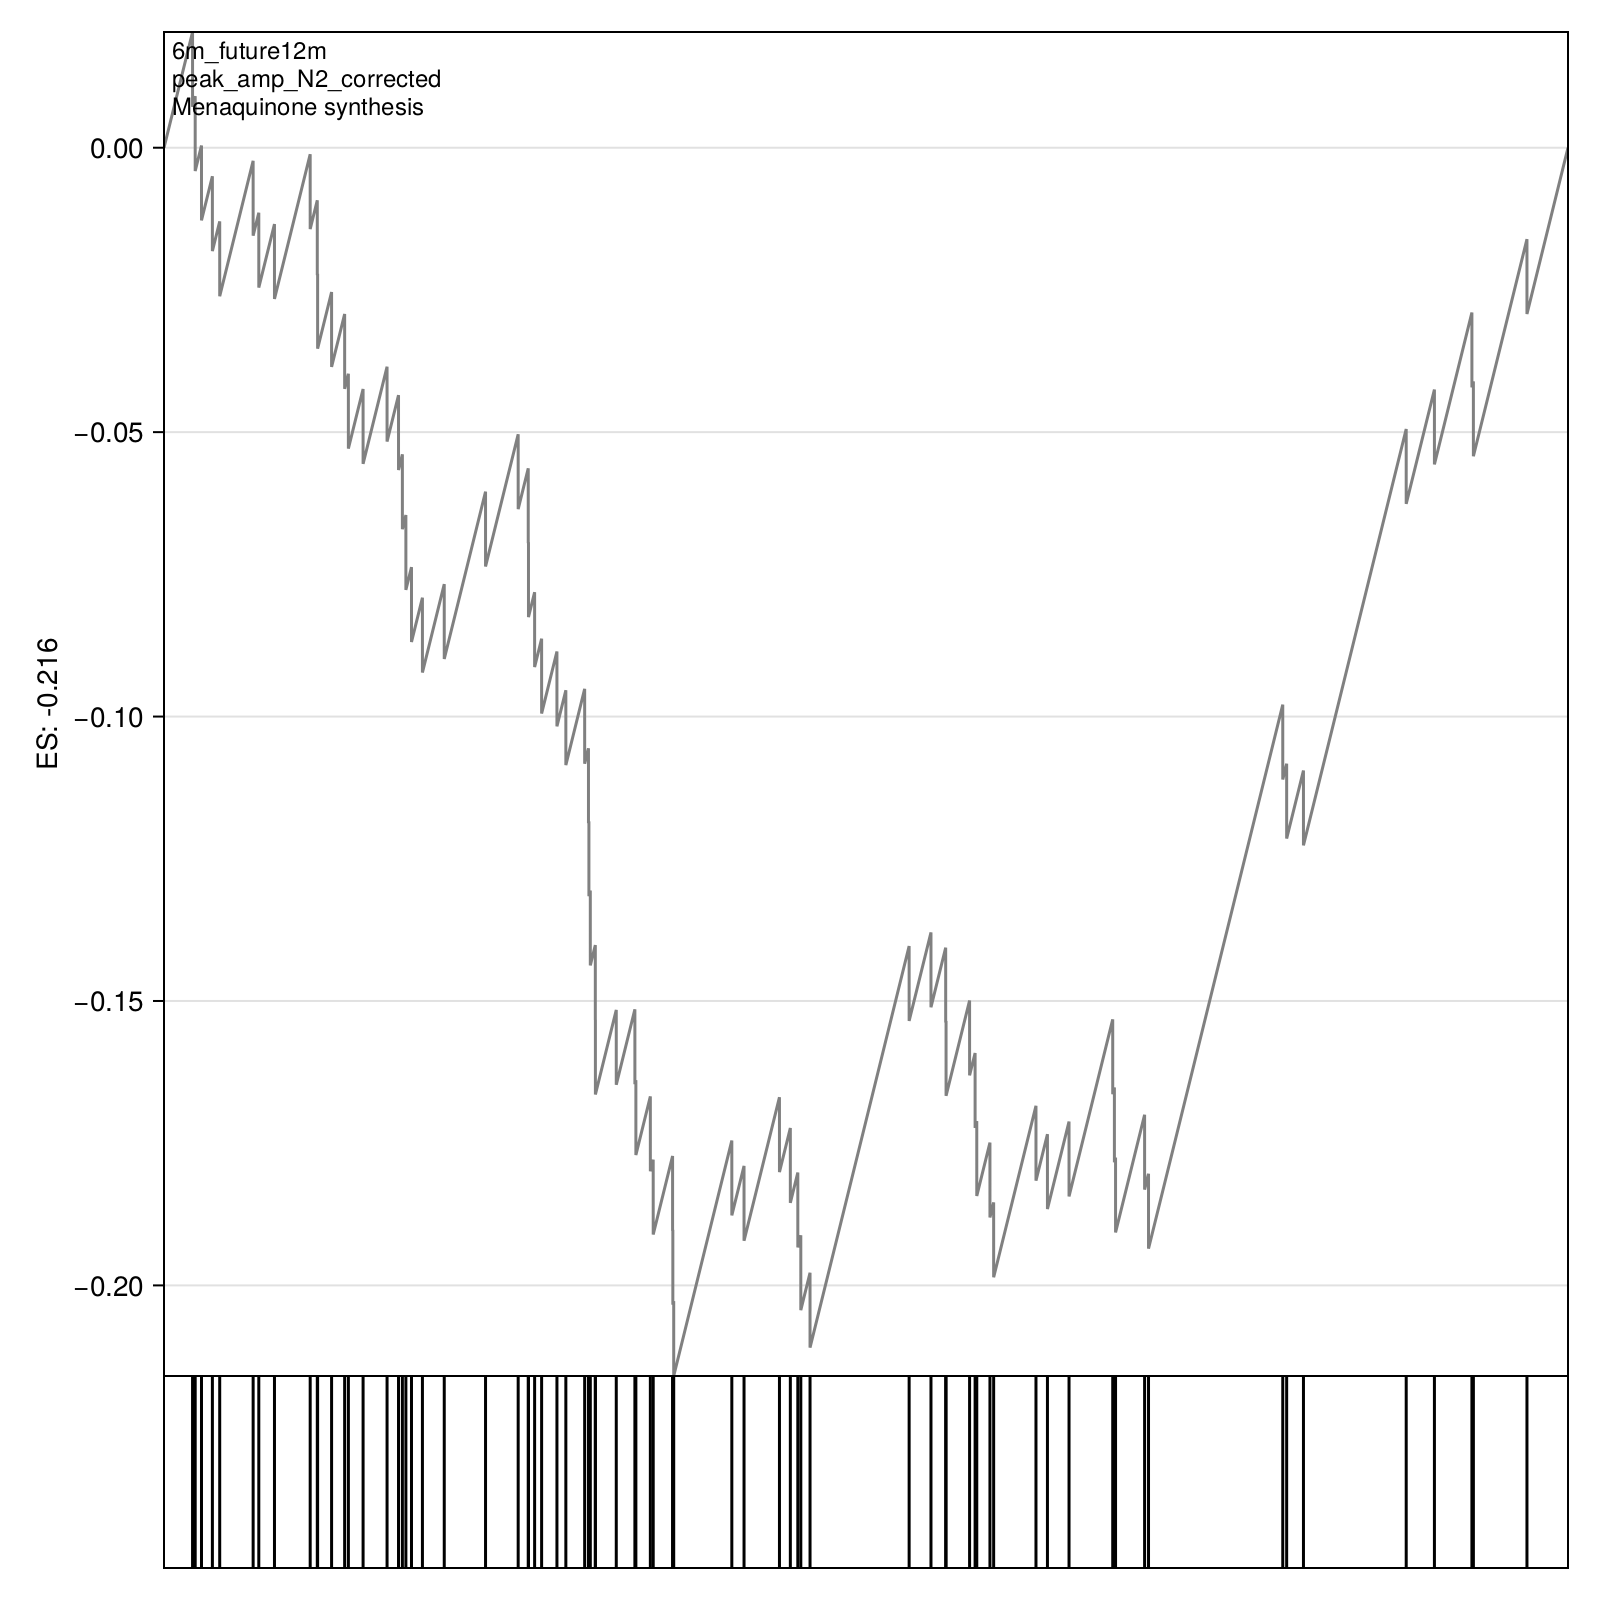 6m_future12m
peak_amp_N2_corrected
Menaquinone synthesis
0.00
−0.05
−0.10
−0.15
−0.20
ES: -0.216